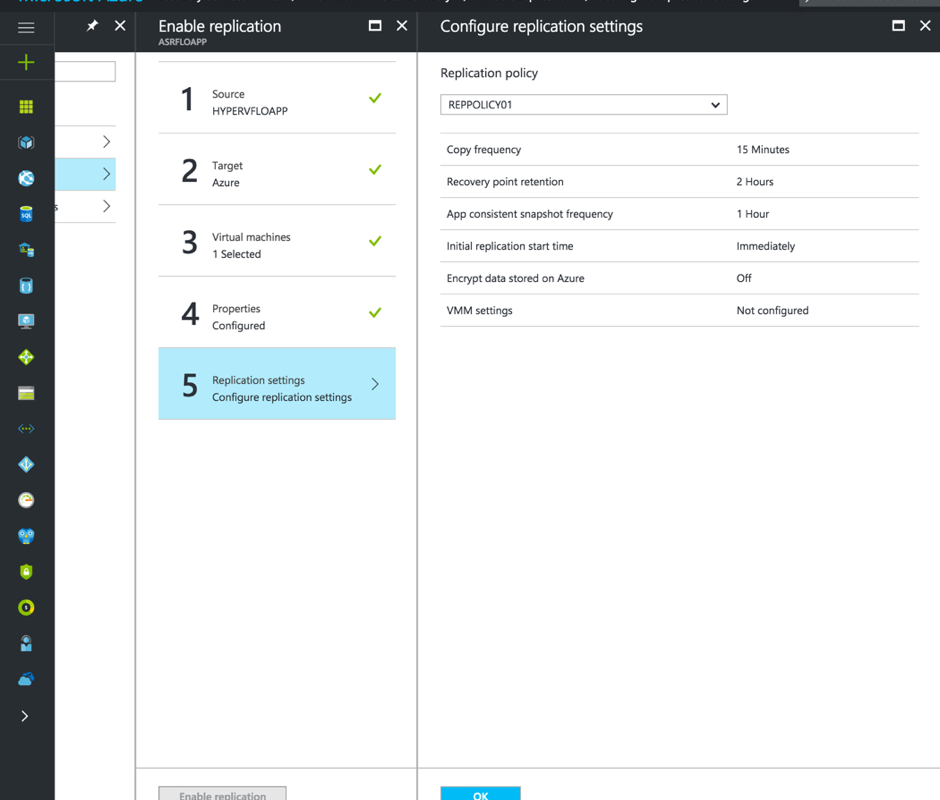 Microsoft Azure
Enable replication
ASRFLOAPP
1
Source
HYPERVFLOAPP
2
Target
Azure
3
Virtual machines
1 Selected
4
Properties
Configured
5
Replication settings
Configure replication settings
Enable replication
Configure replication settings
Replication policy
REPPOLICY01
Copy frequency 15 Minutes
Recovery point retention 2 Hours
App consistent snapshot frequency 1 Hour
Initial replication start time Immediately
Encrypt data stored on Azure Off
VMM settings Not configured
OK